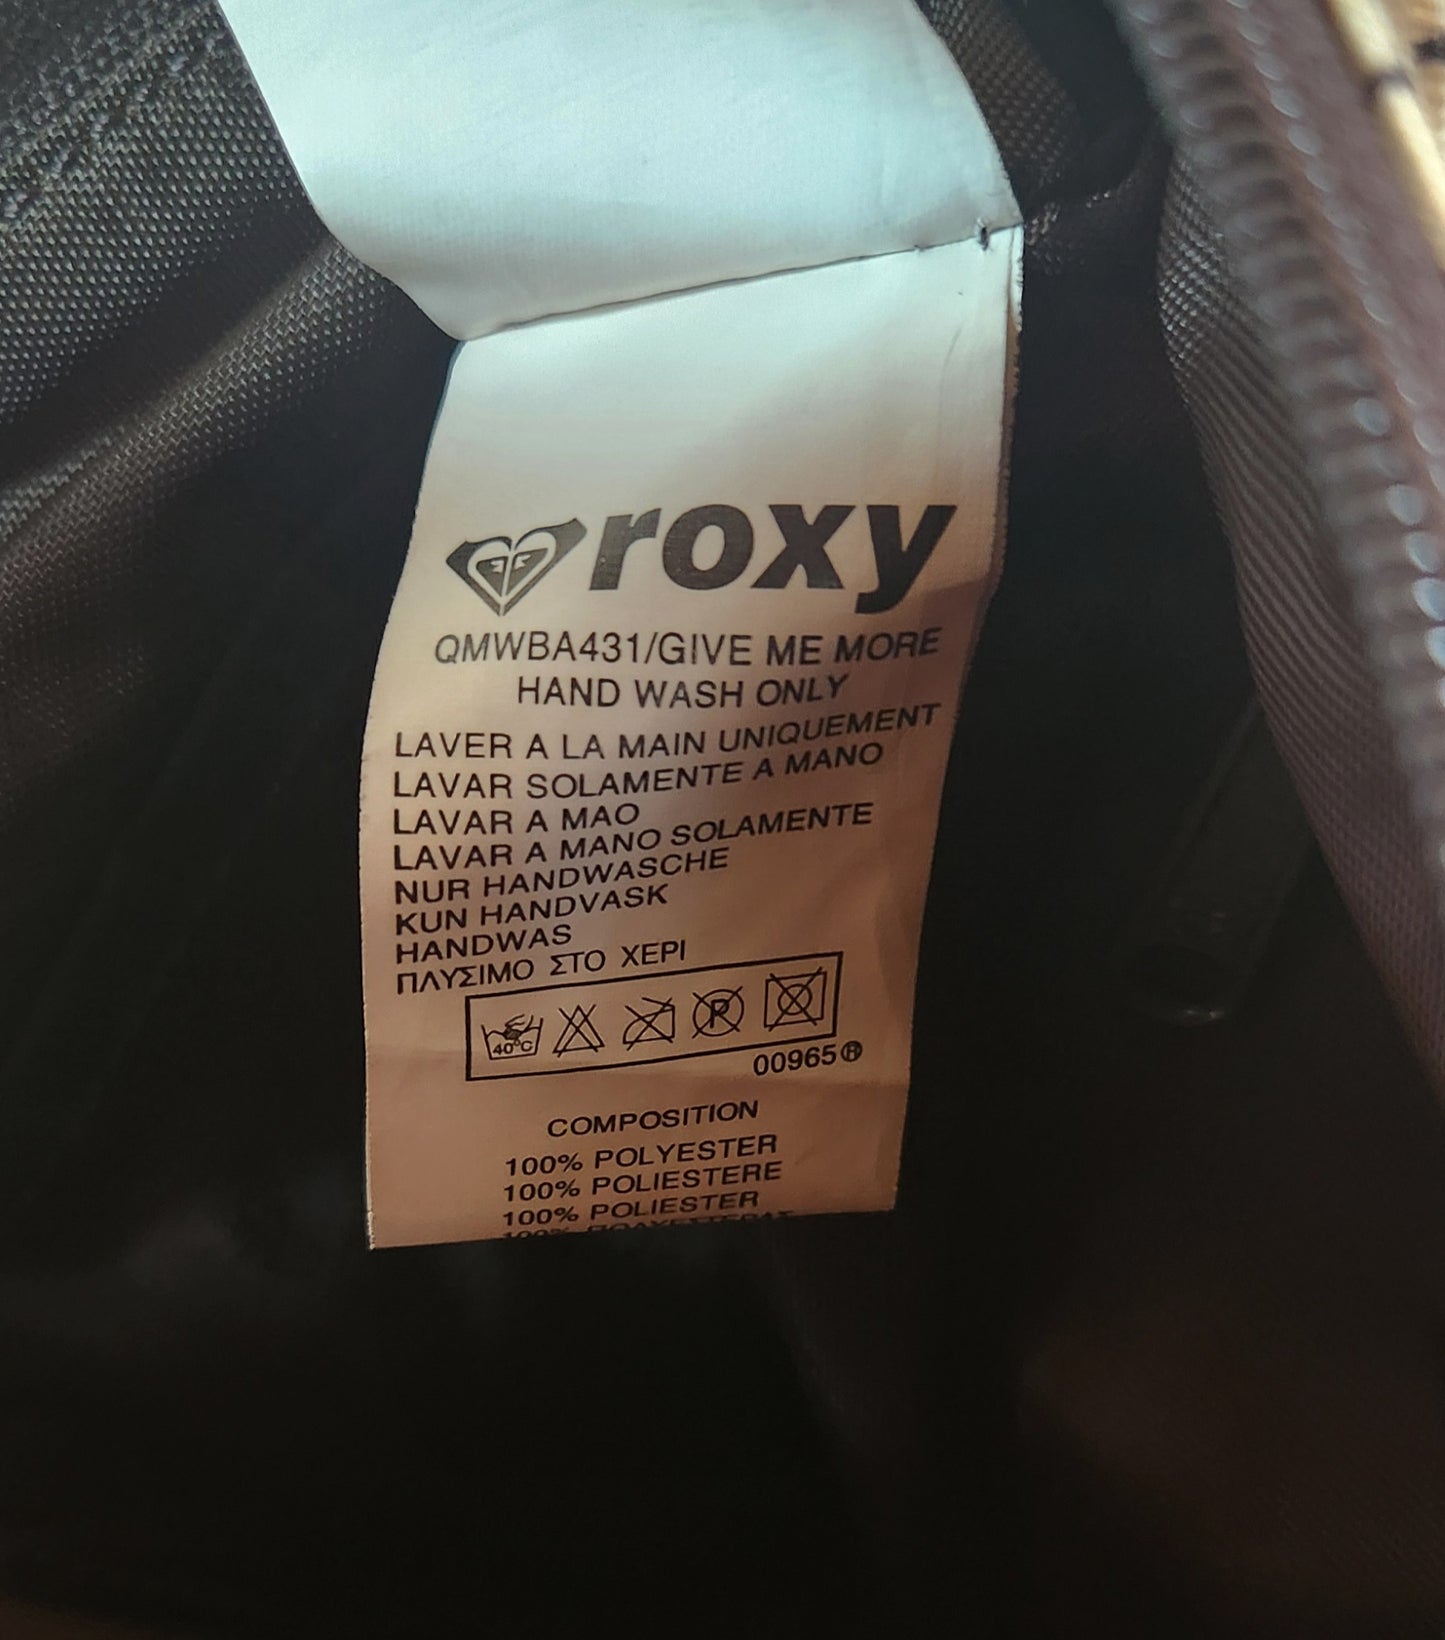 roxy
QMWBA431/GIVE ME MORE
HAND WASH ONLY
LAVER A LA MAIN UNIQUEMENT
LAVAR SOLAMENTE A MANO
LAVAR A MAO
LAVAR A MANO SOLAMENTE
NUR HANDWASCHE
KUN HANDVASK
HANDWAS
ΠΛΥΣΙΜΟ ΣΤΟ ΧΕΡΙ
40°C P
00965®
COMPOSITION
100% POLYESTER
100% POLIESTERE
100% POLIESTER
100%